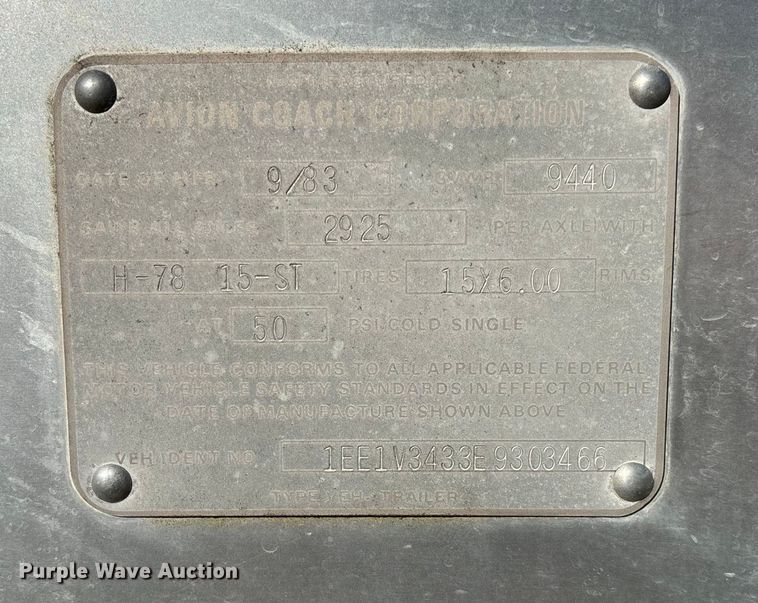 MANUFACTURED BY
AVION COACH CORPORATION
DATE OF MFR. 9/83 GVWR 9440
GAWR ALL AXLES 2925 (PER AXLE) WITH
H-78 15-ST TIRES 15X6.00 RIMS
AT 50 PSI COLD SINGLE
THIS VEHICLE CONFORMS TO ALL APPLICABLE FEDERAL
MOTOR VEHICLE SAFETY STANDARDS IN EFFECT ON THE
DATE OF MANUFACTURE SHOWN ABOVE
VEH IDENT NO 1EE1V3433E9303466
TYPE VEH. TRAILER
Purple Wave Auction